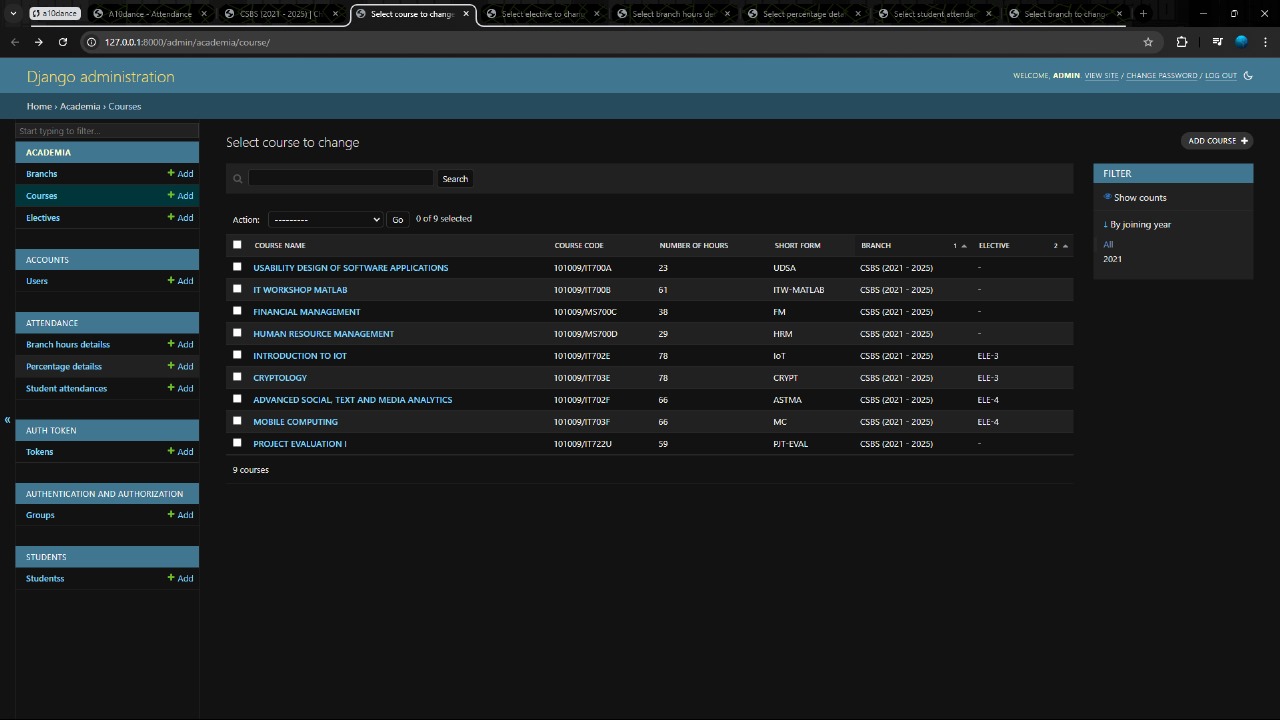 a10dance
A10dance - Attendance
CSBS (2021 - 2025) | C
Select course to change
Select elective to chan
Select branch hours de
Select percentage deta
Select student attendan
Select branch to change
127.0.0.1:8000/admin/academia/course/
Django administration
WELCOME, ADMIN. VIEW SITE / CHANGE PASSWORD / LOG OUT
Home › Academia › Courses
Start typing to filter...
ACADEMIA
Branchs + Add
Courses + Add
Electives + Add
ACCOUNTS
Users + Add
ATTENDANCE
Branch hours detailss + Add
Percentage detailss + Add
Student attendances + Add
AUTH TOKEN
Tokens + Add
AUTHENTICATION AND AUTHORIZATION
Groups + Add
STUDENTS
Studentss + Add
«
Select course to change
ADD COURSE +
Search
Action: --------- Go 0 of 9 selected
COURSE NAME COURSE CODE NUMBER OF HOURS SHORT FORM BRANCH 1 ELECTIVE 2
USABILITY DESIGN OF SOFTWARE APPLICATIONS 101009/IT700A 23 UDSA CSBS (2021 - 2025) -
IT WORKSHOP MATLAB 101009/IT700B 61 ITW-MATLAB CSBS (2021 - 2025) -
FINANCIAL MANAGEMENT 101009/MS700C 38 FM CSBS (2021 - 2025) -
HUMAN RESOURCE MANAGEMENT 101009/MS700D 29 HRM CSBS (2021 - 2025) -
INTRODUCTION TO IOT 101009/IT702E 78 IoT CSBS (2021 - 2025) ELE-3
CRYPTOLOGY 101009/IT703E 78 CRYPT CSBS (2021 - 2025) ELE-3
ADVANCED SOCIAL, TEXT AND MEDIA ANALYTICS 101009/IT702F 66 ASTMA CSBS (2021 - 2025) ELE-4
MOBILE COMPUTING 101009/IT703F 66 MC CSBS (2021 - 2025) ELE-4
PROJECT EVALUATION I 101009/IT722U 59 PJT-EVAL CSBS (2021 - 2025) -
9 courses
FILTER
Show counts
↓ By joining year
All
2021